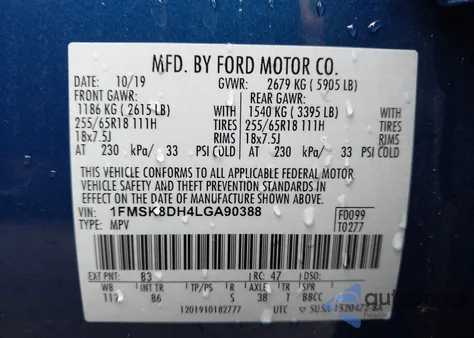 MFD. BY FORD MOTOR CO.
DATE: 10/19 GVWR: 2679 KG ( 5905 LB)
FRONT GAWR: REAR GAWR:
1186 KG ( 2615 LB) WITH 1540 KG ( 3395 LB) WITH
255/65R18 111H TIRES 255/65R18 111H TIRES
18x7.5J RIMS 18x7.5J RIMS
AT 230 kPa/ 33 PSI COLD AT 230 kPa/ 33 PSI COLD
THIS VEHICLE CONFORMS TO ALL APPLICABLE FEDERAL MOTOR
VEHICLE SAFETY AND THEFT PREVENTION STANDARDS IN
EFFECT ON THE DATE OF MANUFACTURE SHOWN ABOVE.
VIN: 1FMSK8DH4LGA90388 F0099
TYPE: MPV T0277
EXT PNT: B3 RC: 47 DSO:
WB INT TR TP/PS R AXLE TR SPR
119 86 S 38 T BBCC
1201910182777 UTC